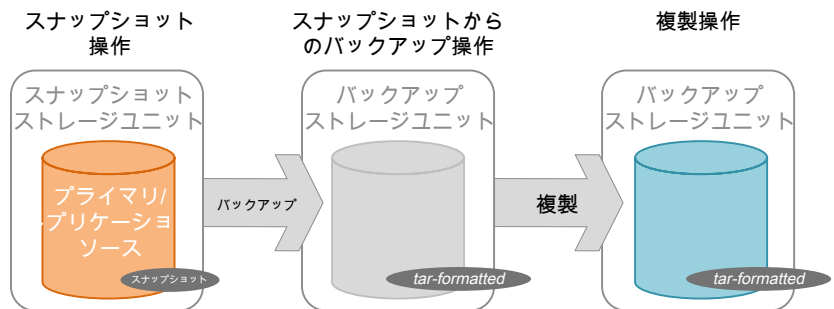 スナップショット
操作
スナップショットから
のバックアップ操作
複製操作
スナップショット
ストレージユニット
バックアップ
ストレージユニット
バックアップ
ストレージユニット
プライマリ/
プリケーショ
ソース
バックアップ
複製
スナップショット
tar-formatted
tar-formatted